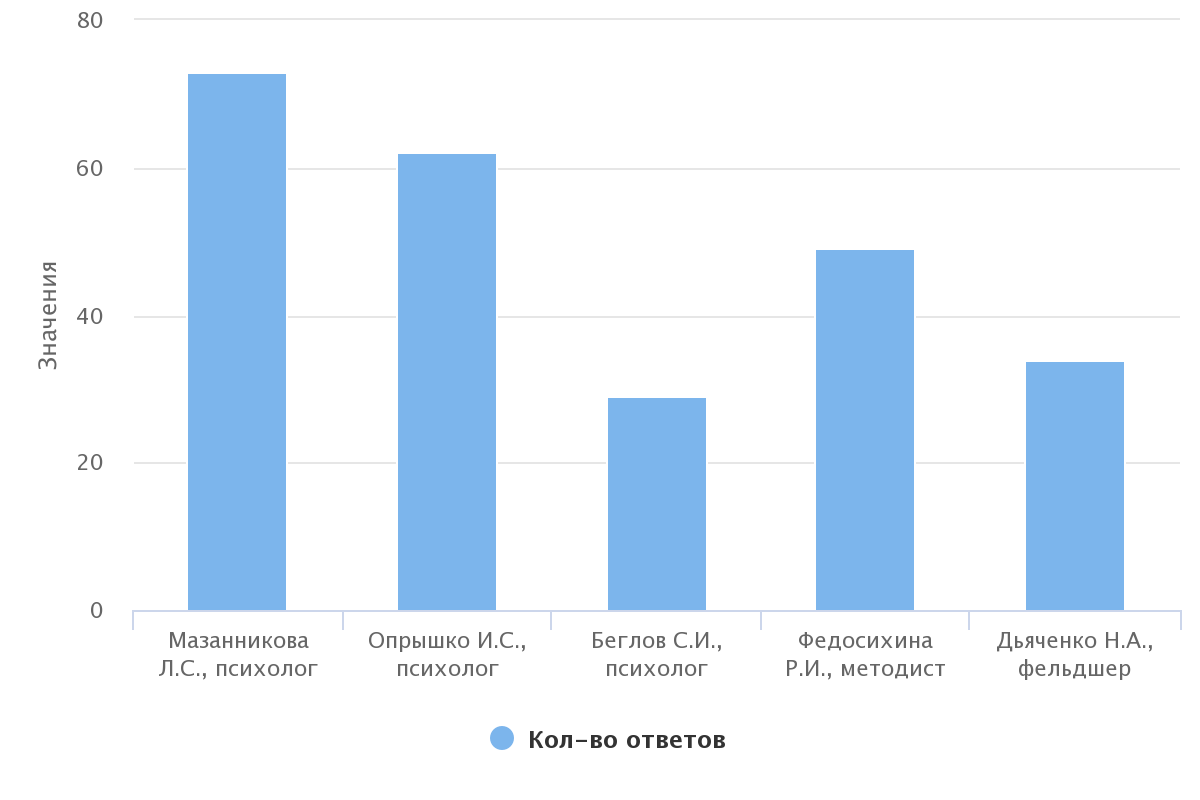 80
60
40
20
0
Значения
Мазанникова
Л.С., психолог
Опрышко И.С.,
психолог
Беглов С.И.,
психолог
Федосихина
Р.И., методист
Дьяченко Н.А.,
фельдшер
Кол-во ответов